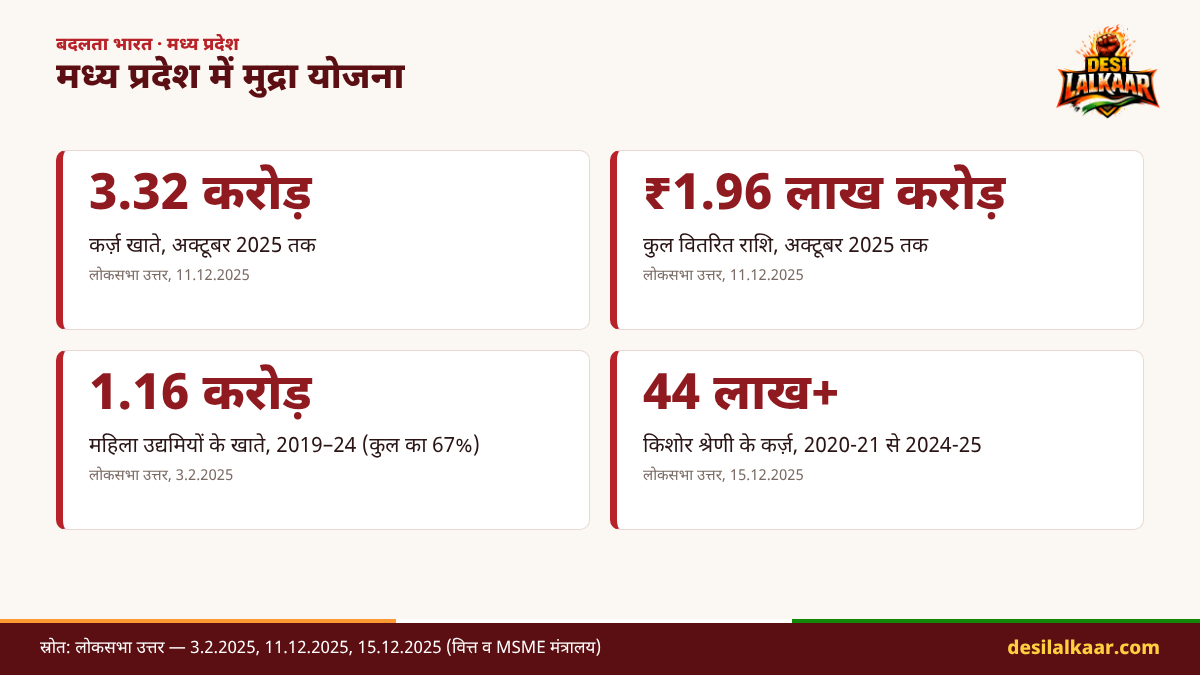 बदलता भारत · मध्य प्रदेश
मध्य प्रदेश में मुद्रा योजना
DESI
LALKAAR
3.32 करोड़
कर्ज़ खाते, अक्टूबर 2025 तक
लोकसभा उत्तर, 11.12.2025
₹1.96 लाख करोड़
कुल वितरित राशि, अक्टूबर 2025 तक
लोकसभा उत्तर, 11.12.2025
1.16 करोड़
महिला उद्यमियों के खाते, 2019–24 (कुल का 67%)
लोकसभा उत्तर, 3.2.2025
44 लाख+
किशोर श्रेणी के कर्ज़, 2020-21 से 2024-25
लोकसभा उत्तर, 15.12.2025
स्रोत: लोकसभा उत्तर — 3.2.2025, 11.12.2025, 15.12.2025 (वित्त व MSME मंत्रालय)
desilalkaar.com